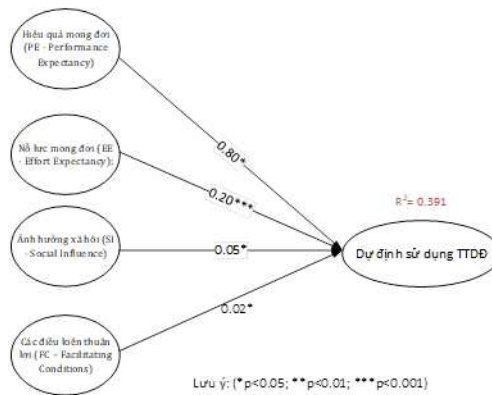 Hiệu quả mong đợi
(PE - Performance
Expectancy)
0.80*
Nỗ lực mong đợi (EE
- Effort Expectancy);
0.20***
R²= 0.391
Ảnh hưởng xã hội (SI
- Social Influence)
0.05*
Dự định sử dụng TTDĐ
0.02*
Các điều kiện thuận
lợi (FC – Facilitating
Conditions)
Lưu ý: (*p<0.05; **p<0.01; ***p<0.001)